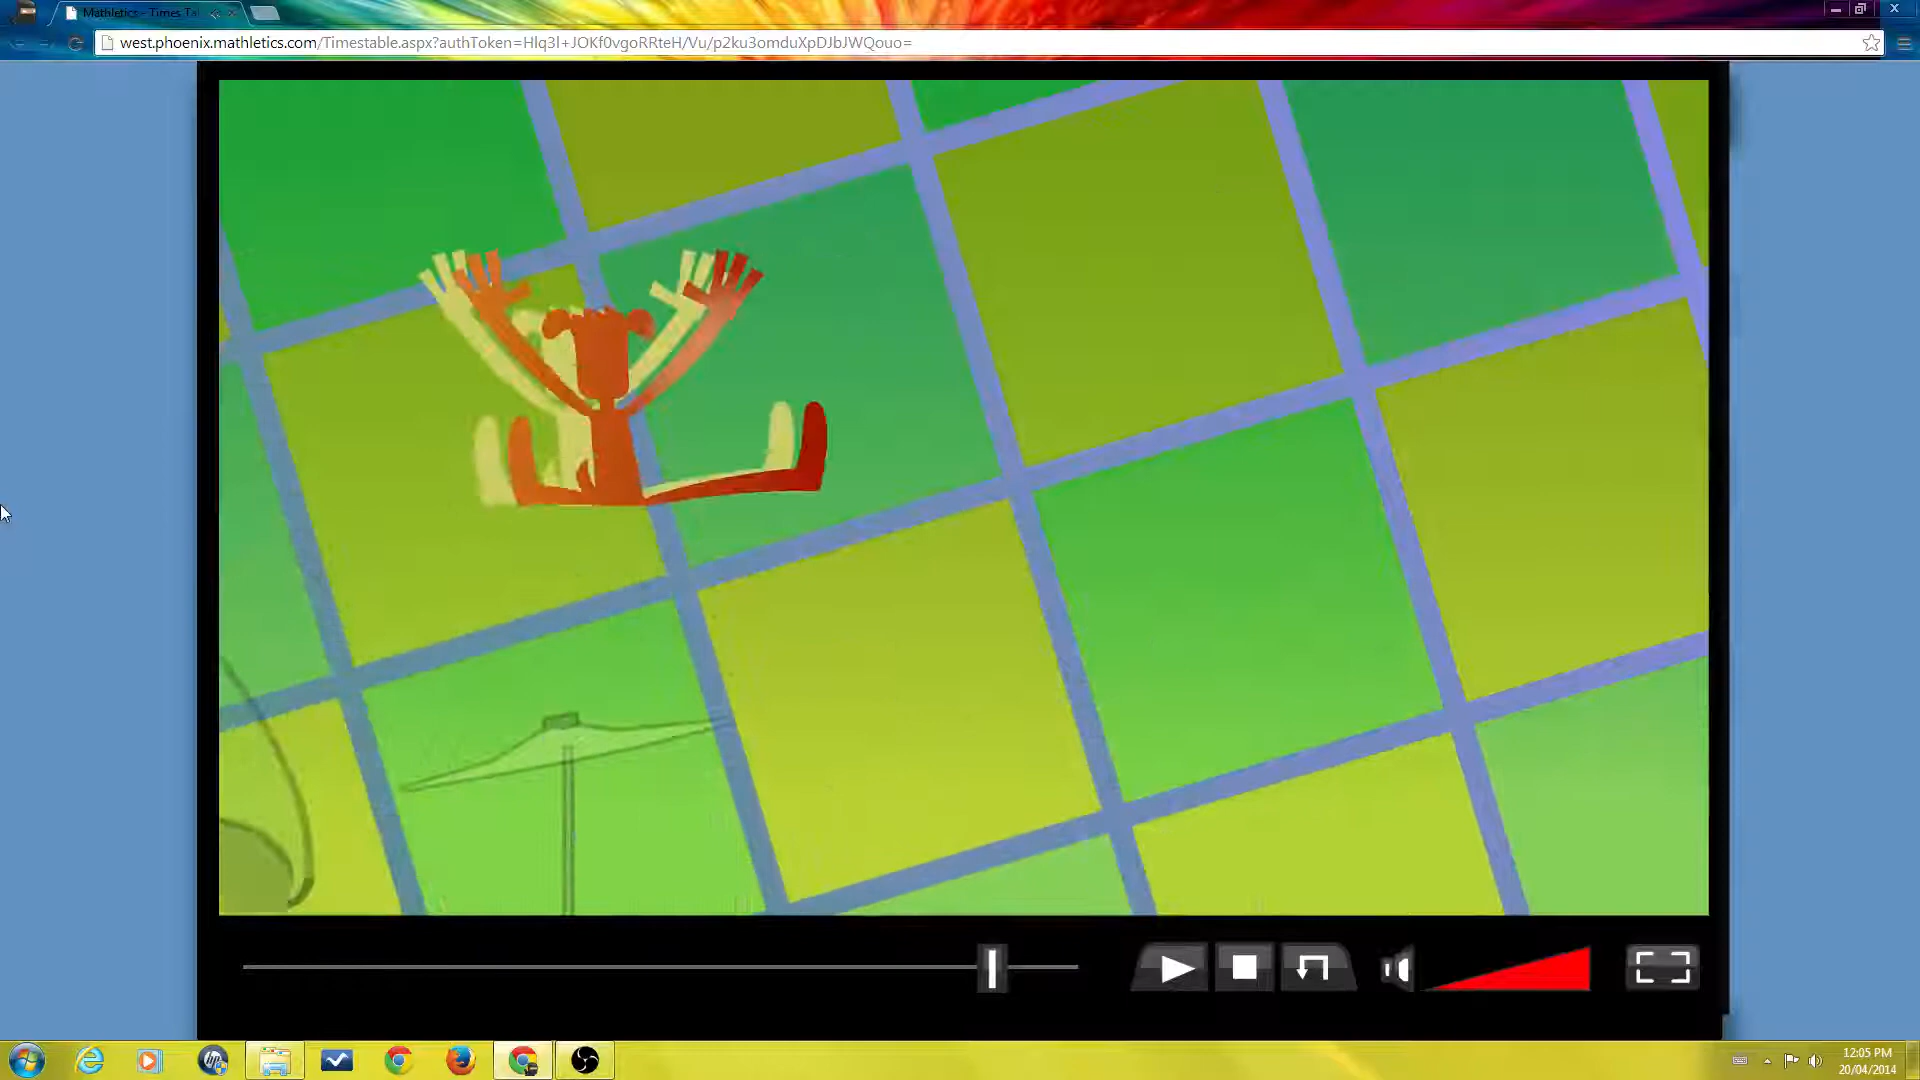 Mathletics - Times Ta
west.phoenix.mathletics.com/Timestable.aspx?authToken=Hlq3l+JOKf0vgoRRteH/Vu/p2ku3omduXpDJbJWQouo=
12:05 PM
20/04/2014